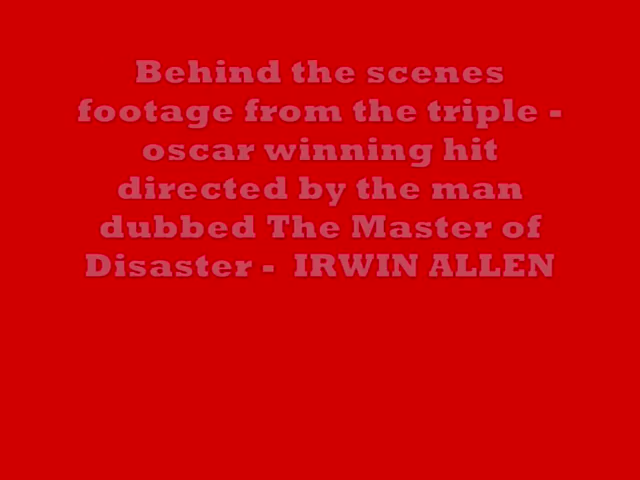 Behind the scenes
footage from the triple -
oscar winning hit
directed by the man
dubbed The Master of
Disaster -  IRWIN ALLEN